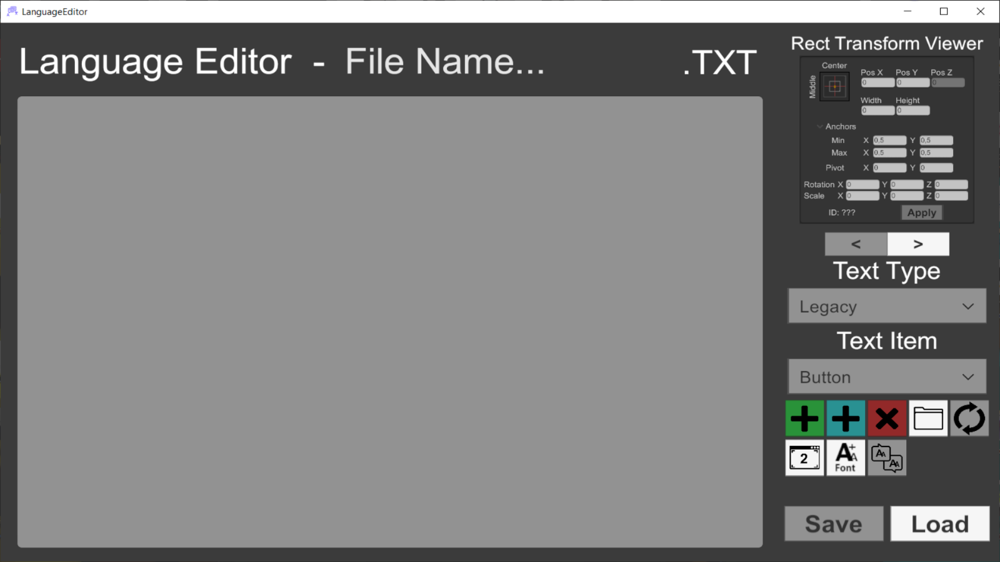 LanguageEditor
Language Editor - File Name... .TXT
Rect Transform Viewer
Center
Middle
Pos X Pos Y Pos Z
0 0 0
Width Height
0 0
Anchors
Min X 0.5 Y 0.5
Max X 0.5 Y 0.5
Pivot X 0 Y 0
Rotation X 0 Y 0 Z 0
Scale X 0 Y 0 Z 0
ID: ??? Apply
< >
Text Type
Legacy
Text Item
Button
2 A+A Font AA AA
Save Load